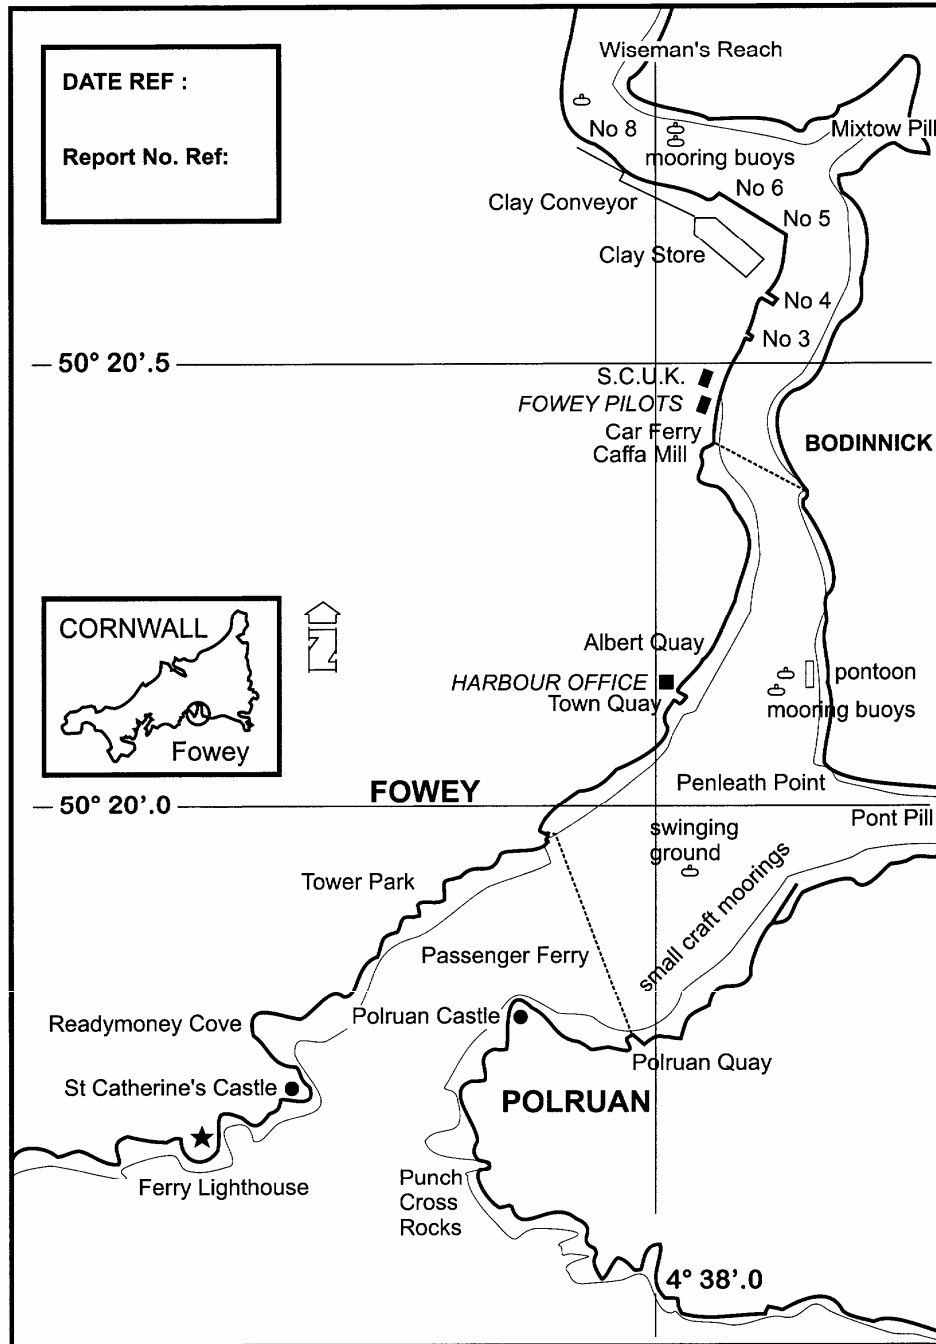 Wiseman's Reach
DATE REF :
Report No. Ref:
No 8
Mixtow Pill
mooring buoys
No 6
Clay Conveyor
No 5
Clay Store
No 4
No 3
50° 20'.5
S.C.U.K.
FOWEY PILOTS
Car Ferry
Caffa Mill
BODINNICK
CORNWALL
Fowey
N
Albert Quay
HARBOUR OFFICE
Town Quay
pontoon
mooring buoys
Penleath Point
FOWEY
50° 20'.0
Pont Pill
swinging
ground
small craft moorings
Tower Park
Passenger Ferry
Readymoney Cove
Polruan Castle
Polruan Quay
St Catherine's Castle
POLRUAN
Ferry Lighthouse
Punch
Cross
Rocks
4° 38'.0